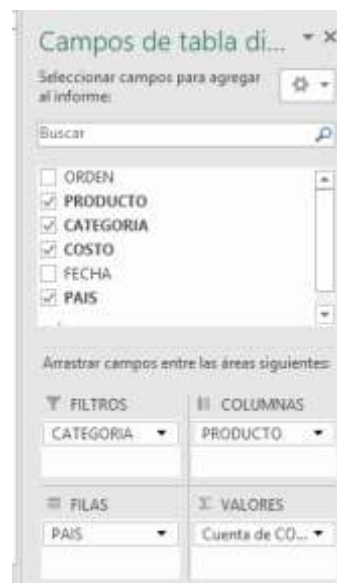 Campos de tabla di...
Seleccionar campos para agregar
al informe:
Buscar
ORDEN
PRODUCTO
CATEGORIA
COSTO
FECHA
PAIS
Arrastrar campos entre las áreas siguientes:
FILTROS
COLUMNAS
CATEGORIA
PRODUCTO
FILAS
VALORES
PAIS
Cuenta de CO...